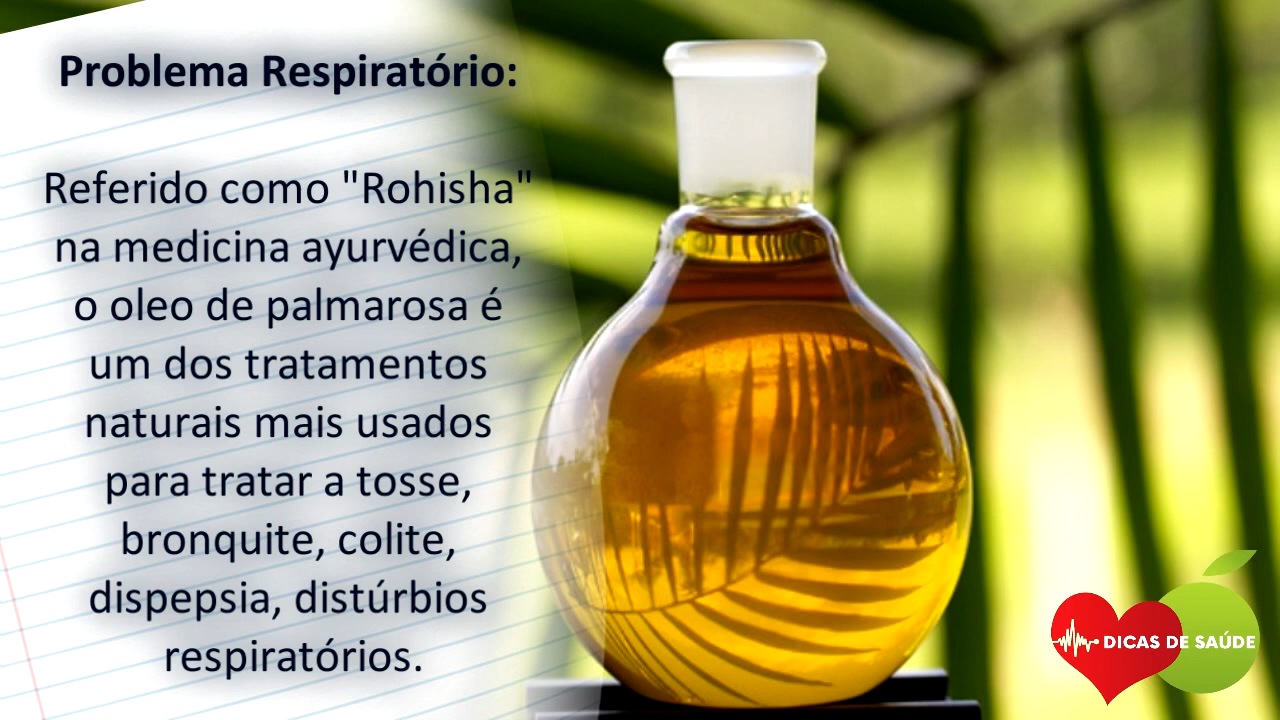 Problema Respiratório:
Referido como "Rohisha"
na medicina ayurvédica,
o oleo de palmarosa é
um dos tratamentos
naturais mais usados
para tratar a tosse,
bronquite, colite,
dispepsia, distúrbios
respiratórios.
DICAS DE SAÚDE